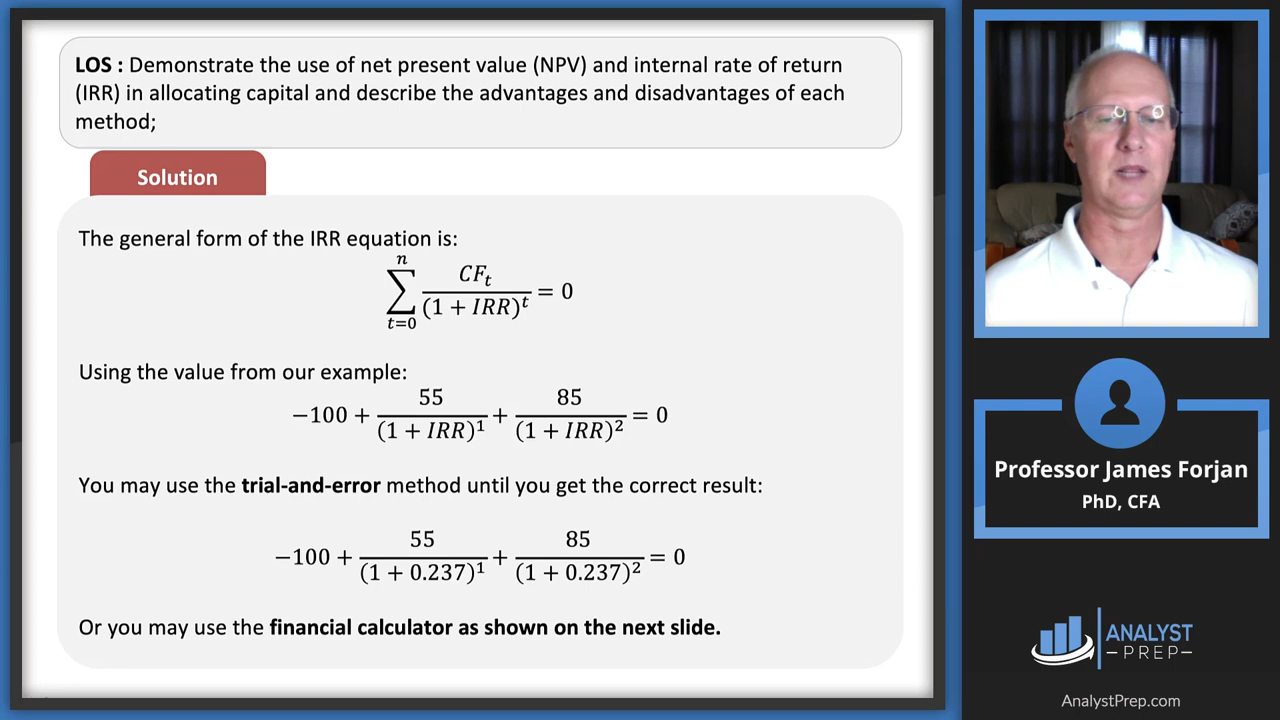 LOS : Demonstrate the use of net present value (NPV) and internal rate of return
(IRR) in allocating capital and describe the advantages and disadvantages of each
method;
Solution
The general form of the IRR equation is:
n
∑ CFₜ / (1 + IRR)ᵗ = 0
t=0
Using the value from our example:
−100 + 55 / (1 + IRR)¹ + 85 / (1 + IRR)² = 0
You may use the trial-and-error method until you get the correct result:
−100 + 55 / (1 + 0.237)¹ + 85 / (1 + 0.237)² = 0
Or you may use the financial calculator as shown on the next slide.
Professor James Forjan
PhD, CFA
ANALYST
–PREP–
AnalystPrep.com